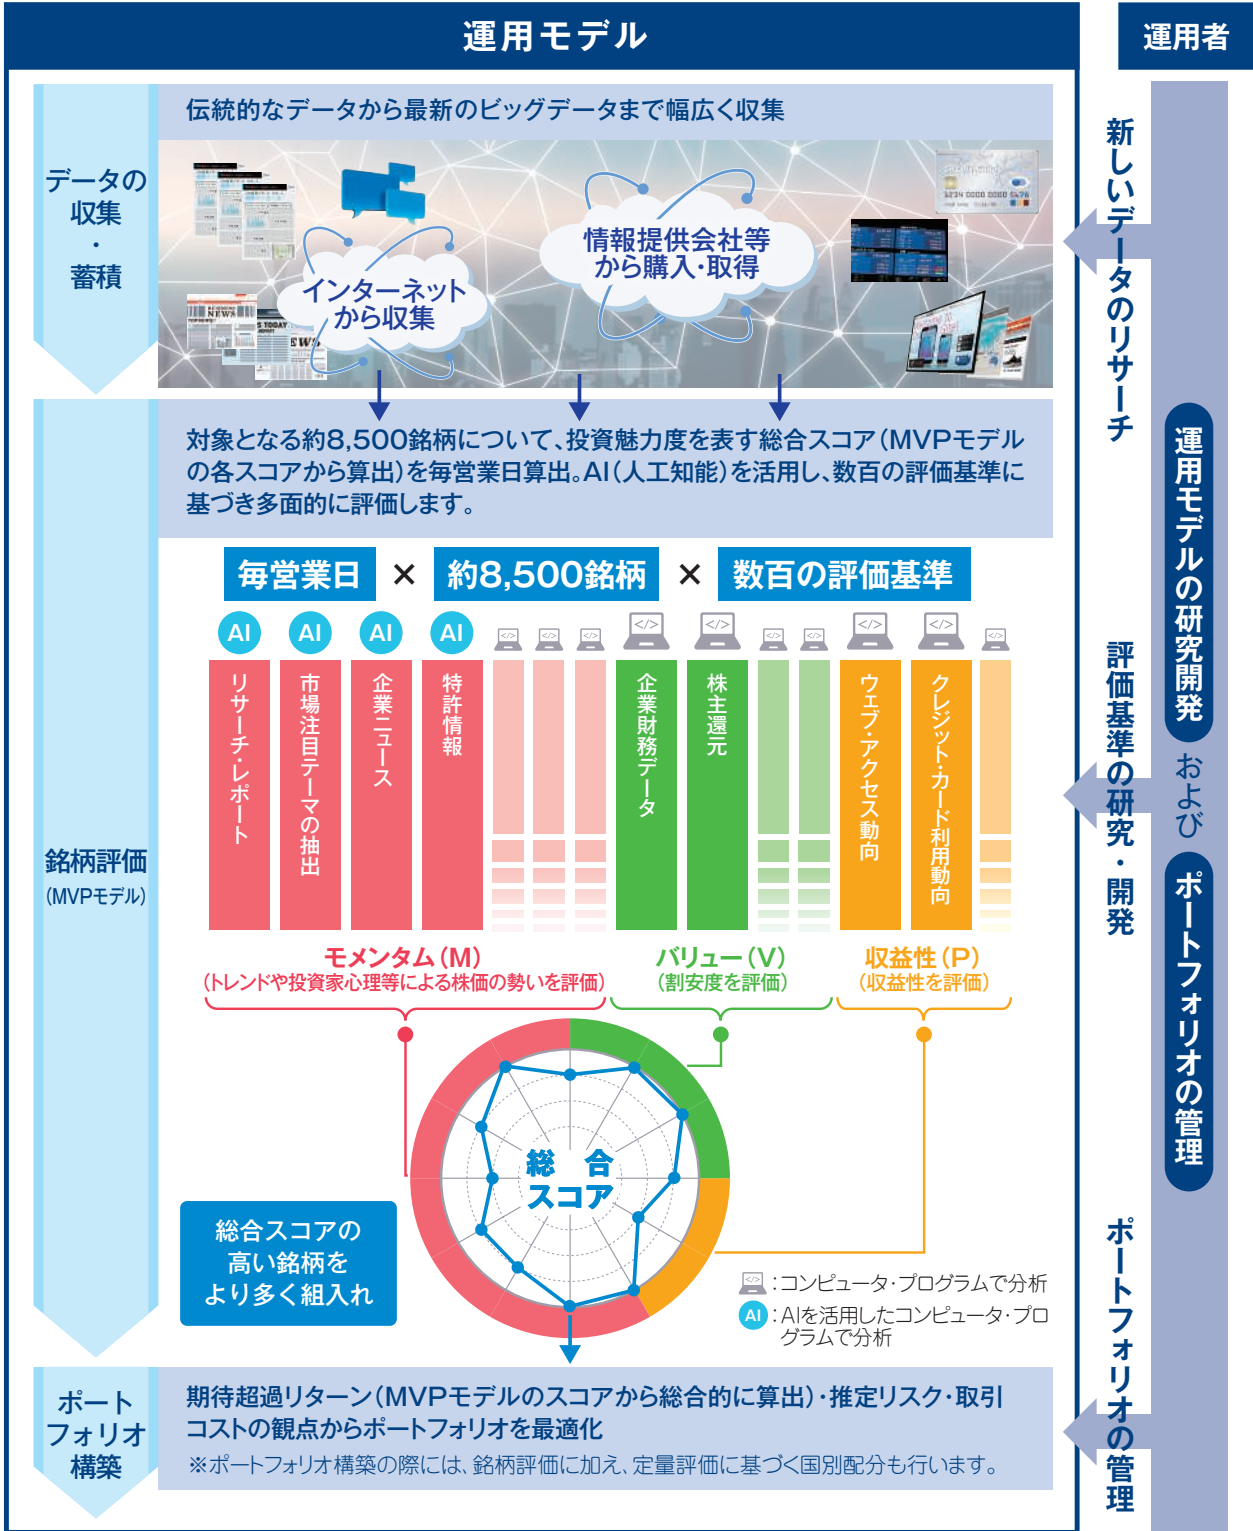 運用モデル
運用者
データの
収集
・
蓄積
伝統的なデータから最新のビッグデータまで幅広く収集
インターネット
から収集
情報提供会社等
から購入・取得
NEWS
新しいデータのリサーチ
銘柄評価
(MVPモデル)
対象となる約8,500銘柄について、投資魅力度を表す総合スコア(MVPモデル
の各スコアから算出)を毎営業日算出。AI(人工知能)を活用し、数百の評価基準に
基づき多面的に評価します。
毎営業日 × 約8,500銘柄 × 数百の評価基準
AI
AI
AI
AI
リサーチ・レポート
市場注目テーマの抽出
企業ニュース
特許情報
企業財務データ
株主還元
ウェブ・アクセス動向
クレジット・カード利用動向
モメンタム(M)
(トレンドや投資家心理等による株価の勢いを評価)
バリュー(V)
(割安度を評価)
収益性(P)
(収益性を評価)
総合
スコア
総合スコアの
高い銘柄を
より多く組入れ
</>:コンピュータ・プログラムで分析
AI:AIを活用したコンピュータ・プロ
グラムで分析
評価基準の研究・開発
運用モデルの研究開発
および
ポートフォリオの管理
ポート
フォリオ
構築
期待超過リターン(MVPモデルのスコアから総合的に算出)・推定リスク・取引
コストの観点からポートフォリオを最適化
※ポートフォリオ構築の際には、銘柄評価に加え、定量評価に基づく国別配分も行います。
ポートフォリオの管理